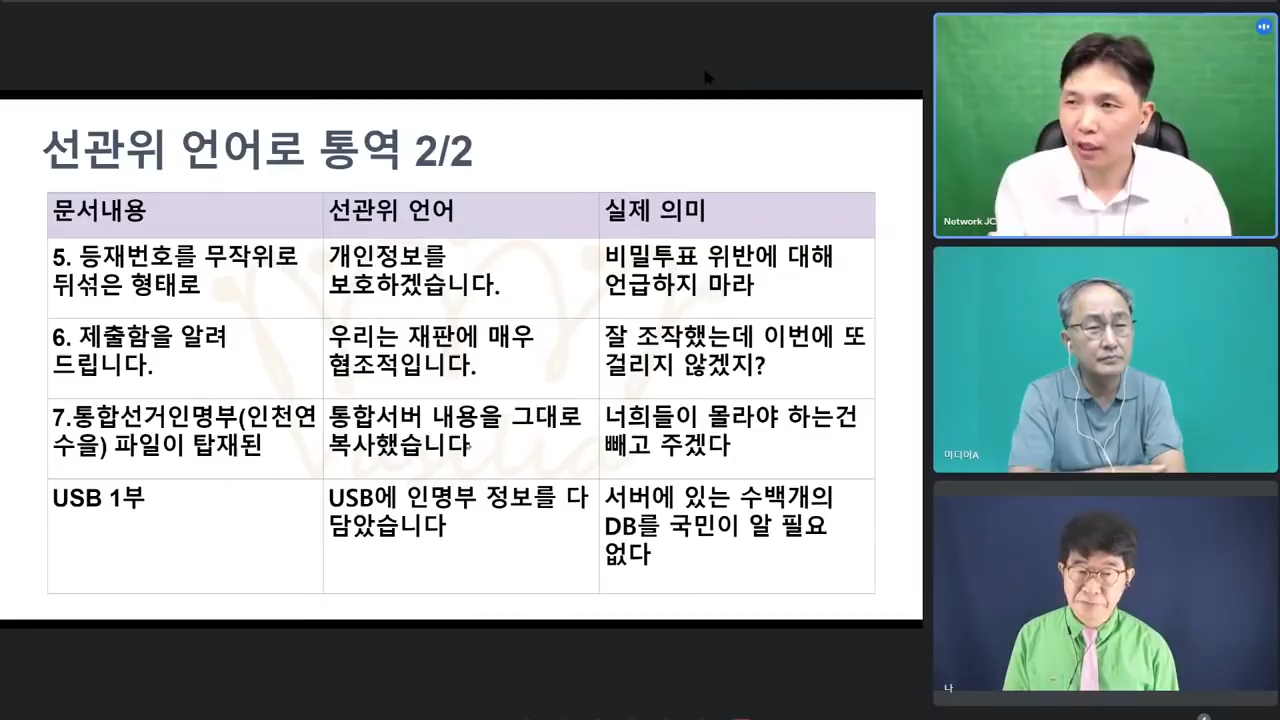 선관위 언어로 통역 2/2
문서내용
선관위 언어
실제 의미
5. 등재번호를 무작위로
뒤섞은 형태로
개인정보를
보호하겠습니다.
비밀투표 위반에 대해
언급하지 마라
6. 제출함을 알려
드립니다.
우리는 재판에 매우
협조적입니다.
잘 조작했는데 이번에 또
걸리지 않겠지?
7.통합선거인명부(인천연
수을) 파일이 탑재된
통합서버 내용을 그대로
복사했습니다
너희들이 몰라야 하는건
빼고 주겠다
USB 1부
USB에 인명부 정보를 다
담았습니다
서버에 있는 수백개의
DB를 국민이 알 필요
없다
Network JC
미디어A
나